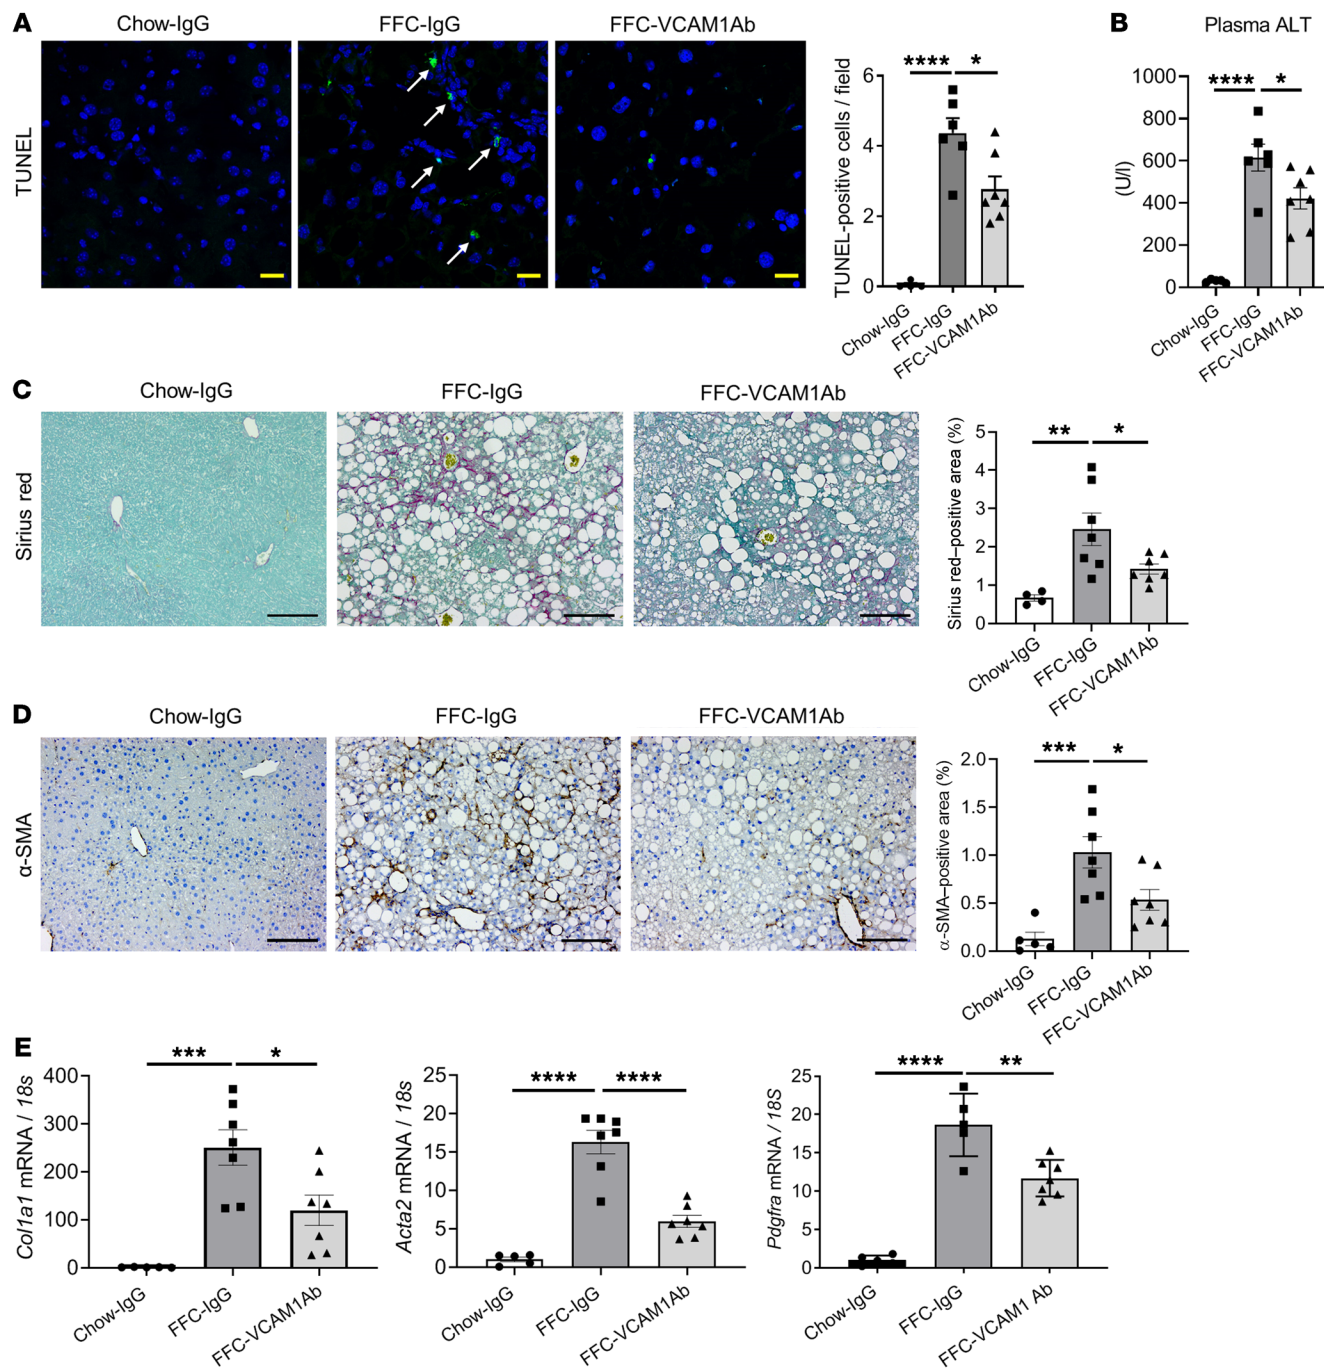 A
Chow-IgG
FFC-IgG
FFC-VCAM1Ab
TUNEL
TUNEL-positive cells / field
6
4
2
0
**** *
Chow-IgG
FFC-IgG
FFC-VCAM1Ab
B
Plasma ALT
(U/l)
1000
800
600
400
200
0
**** *
Chow-IgG
FFC-IgG
FFC-VCAM1Ab
C
Chow-IgG
FFC-IgG
FFC-VCAM1Ab
Sirius red
Sirius red–positive area (%)
5
4
3
2
1
0
** *
Chow-IgG
FFC-IgG
FFC-VCAM1Ab
D
Chow-IgG
FFC-IgG
FFC-VCAM1Ab
α-SMA
α-SMA–positive area (%)
2.0
1.5
1.0
0.5
0.0
*** *
Chow-IgG
FFC-IgG
FFC-VCAM1Ab
E
Col1a1 mRNA / 18s
400
300
200
100
0
*** *
Chow-IgG
FFC-IgG
FFC-VCAM1Ab
Acta2 mRNA / 18s
25
20
15
10
5
0
**** ****
Chow-IgG
FFC-IgG
FFC-VCAM1Ab
Pdgfra mRNA / 18S
25
20
15
10
5
0
**** **
Chow-IgG
FFC-IgG
FFC-VCAM1 Ab